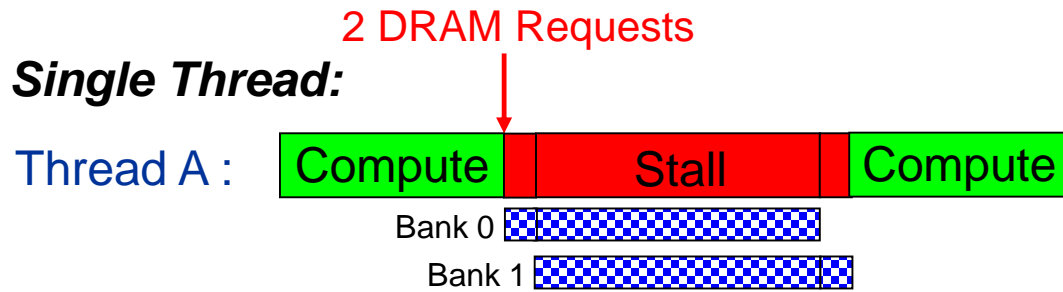 2 DRAM Requests
Single Thread:
Thread A : Compute Stall Compute
Bank 0
Bank 1